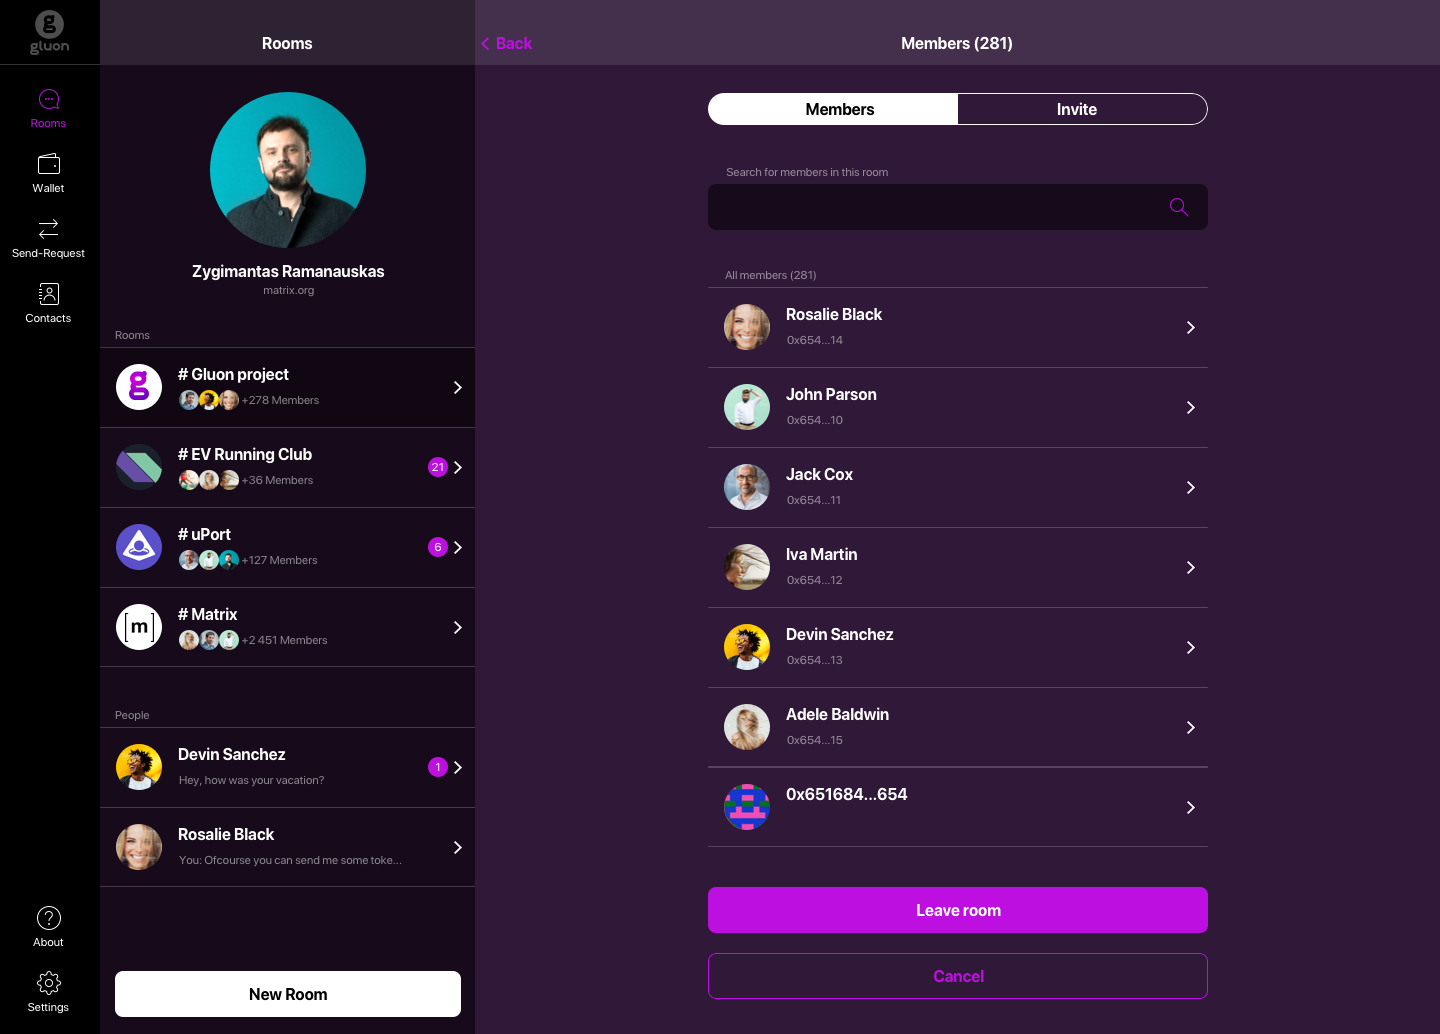 g
gluon
Rooms
Wallet
Send-Request
Contacts
About
Settings
Rooms
Zygimantas Ramanauskas
matrix.org
Rooms
g
# Gluon project
+278 Members
# EV Running Club
+36 Members
21
# uPort
+127 Members
6
[m]
# Matrix
+2 451 Members
People
Devin Sanchez
Hey, how was your vacation?
1
Rosalie Black
You: Ofcourse you can send me some toke...
New Room
Back
Members (281)
Members
Invite
Search for members in this room
All members (281)
Rosalie Black
0x654...14
John Parson
0x654...10
Jack Cox
0x654...11
Iva Martin
0x654...12
Devin Sanchez
0x654...13
Adele Baldwin
0x654...15
0x651684...654
Leave room
Cancel